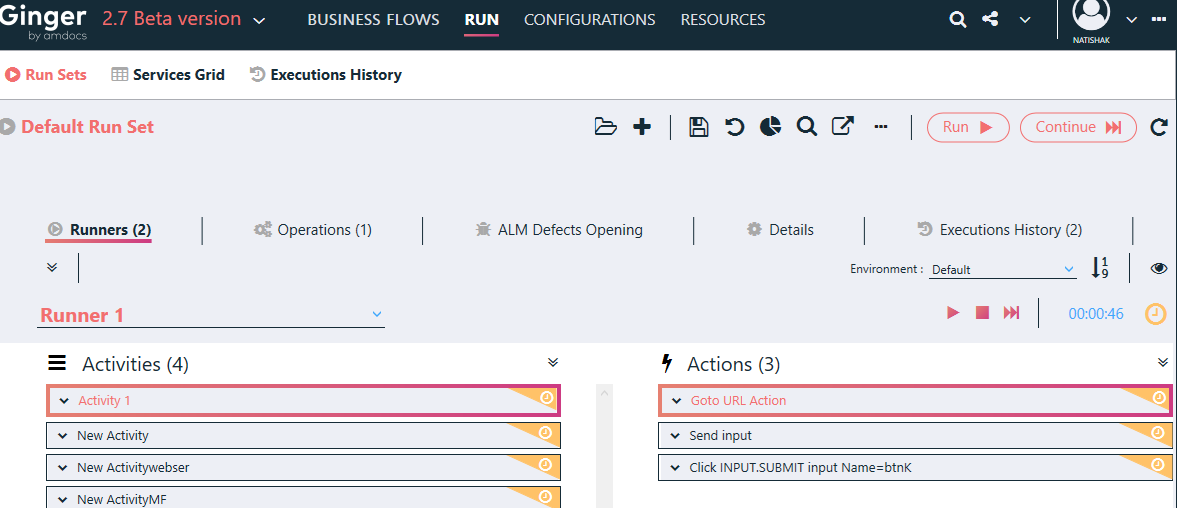 Ginger 2.7 Beta version BUSINESS FLOWS RUN CONFIGURATIONS RESOURCES
by amdocs
NATISHAK
Run Sets Services Grid Executions History
Default Run Set Run Continue
Runners (2) Operations (1) ALM Defects Opening Details Executions History (2)
Environment : Default 1
9
Runner 1 00:00:46
Activities (4) Actions (3)
Activity 1 Goto URL Action
New Activity Send input
New Activitywebser Click INPUT.SUBMIT input Name=btnK
New ActivityMF